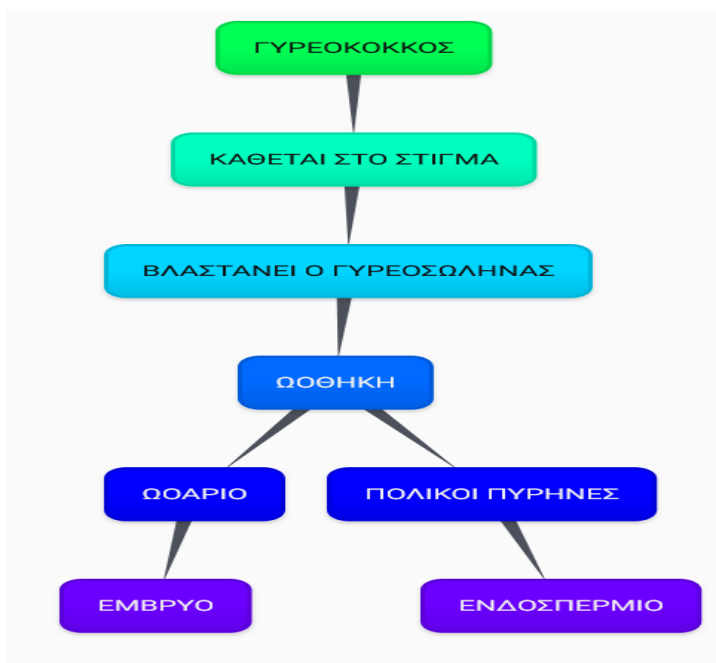 ΓΥΡΕΟΚΟΚΚΟΣ
ΚΑΘΕΤΑΙ ΣΤΟ ΣΤΙΓΜΑ
ΒΛΑΣΤΑΝΕΙ Ο ΓΥΡΕΟΣΩΛΗΝΑΣ
ΩΟΘΗΚΗ
ΩΟΑΡΙΟ
ΠΟΛΙΚΟΙ ΠΥΡΗΝΕΣ
ΕΜΒΡΥΟ
ΕΝΔΟΣΠΕΡΜΙΟ